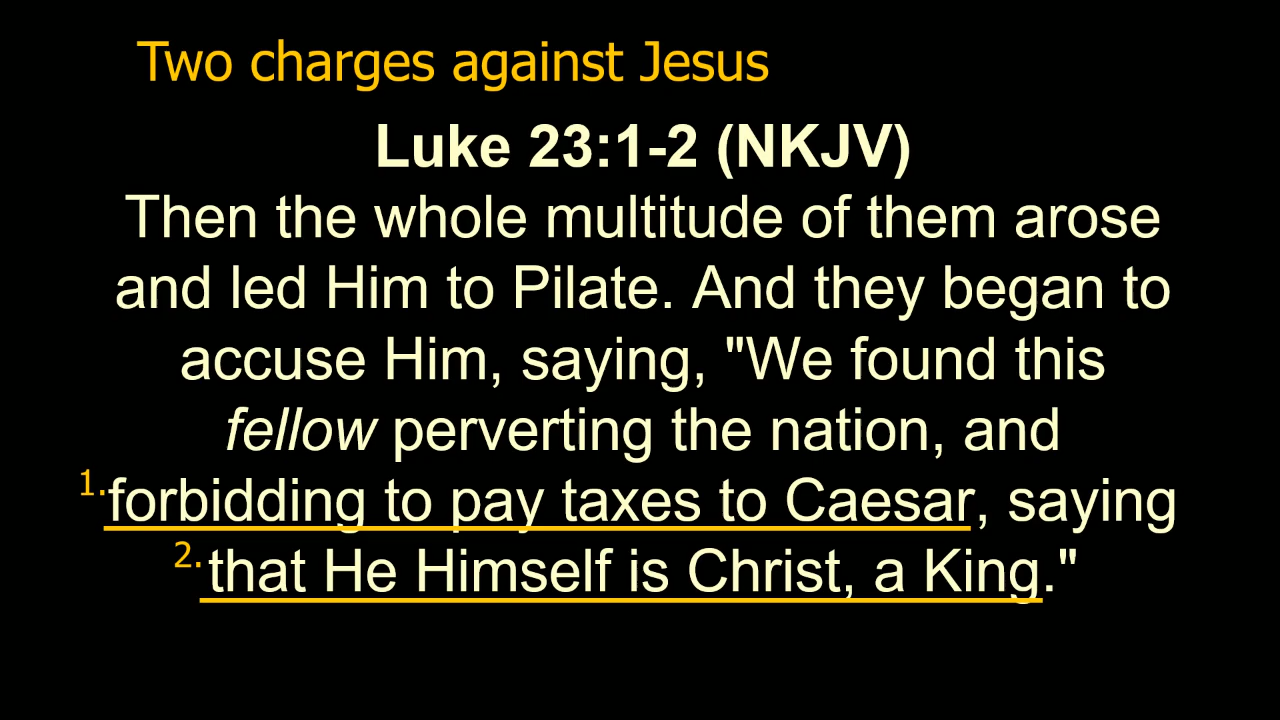 Two charges against Jesus
Luke 23:1-2 (NKJV)
Then the whole multitude of them arose
and led Him to Pilate. And they began to
accuse Him, saying, "We found this
fellow perverting the nation, and
1. forbidding to pay taxes to Caesar, saying
2. that He Himself is Christ, a King."